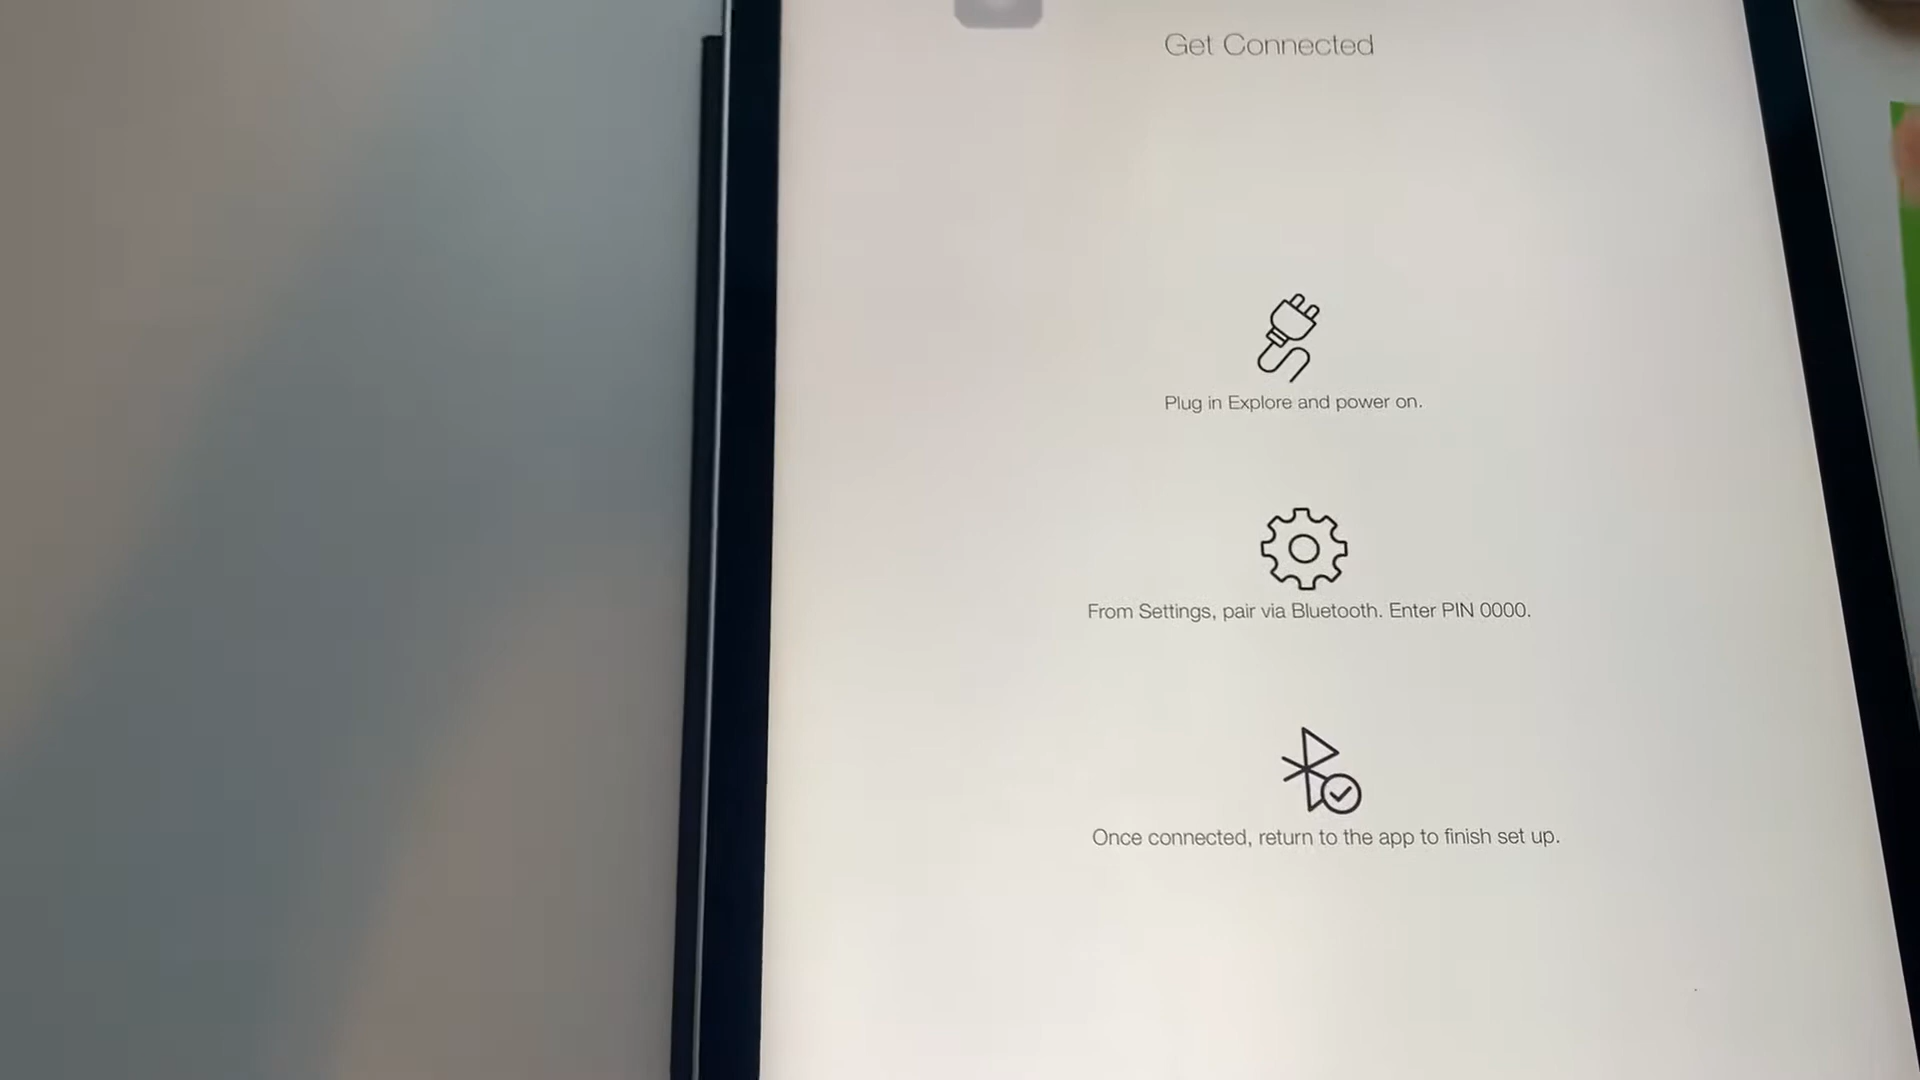 Get Connected
Plug in Explore and power on.
From Settings, pair via Bluetooth. Enter PIN 0000.
Once connected, return to the app to finish set up.